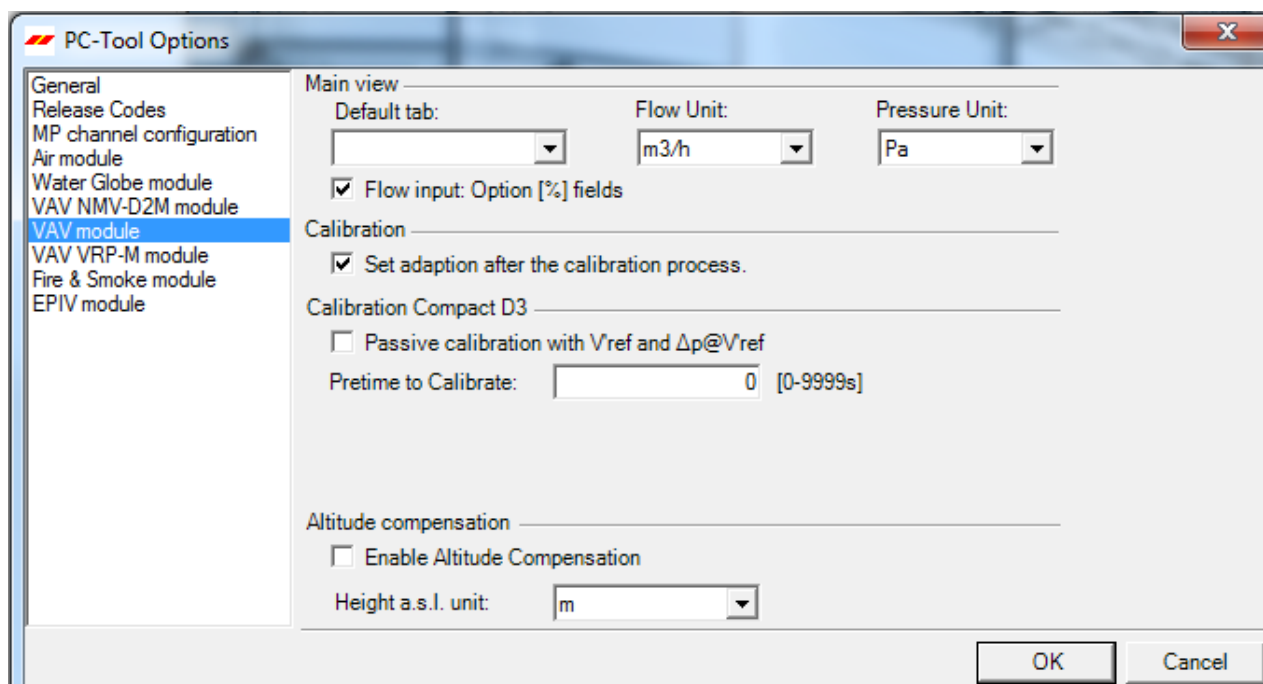 PC-Tool Options
General
Release Codes
MP channel configuration
Air module
Water Globe module
VAV NMV-D2M module
VAV module
VAV VRP-M module
Fire & Smoke module
EPIV module
Main view
Default tab: Flow Unit: Pressure Unit:
m3/h Pa
Flow input: Option [%] fields
Calibration
Set adaption after the calibration process.
Calibration Compact D3
Passive calibration with V'ref and Δp@V'ref
Pretime to Calibrate: 0 [0-9999s]
Altitude compensation
Enable Altitude Compensation
Height a.s.l. unit: m
OK Cancel